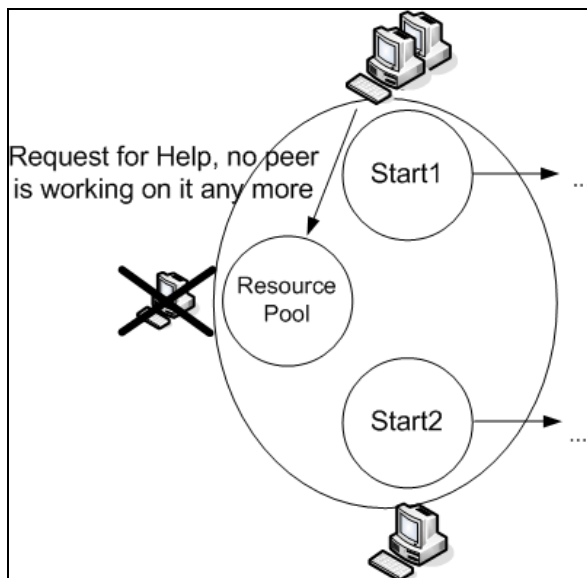 Request for Help, no peer
is working on it any more
Start1
...
Resource
Pool
Start2
...